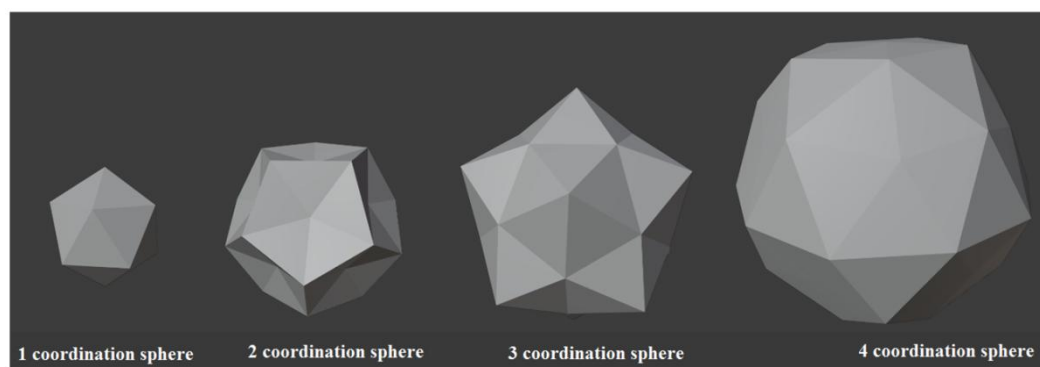 1 coordination sphere
2 coordination sphere
3 coordination sphere
4 coordination sphere